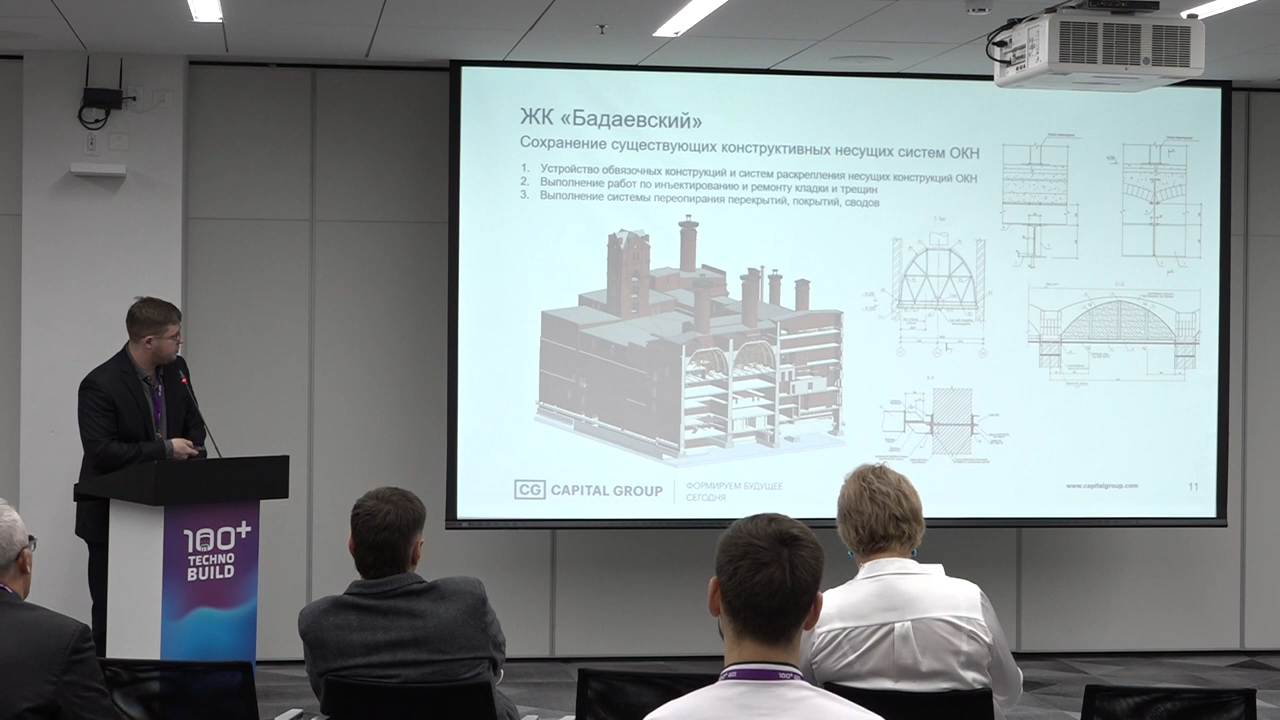 ЖК «Бадаевский»
Сохранение существующих конструктивных несущих систем ОКН
1. Устройство обвязочных конструкций и систем раскрепления несущих конструкций ОКН
2. Выполнение работ по инъектированию и ремонту кладки и трещин
3. Выполнение системы переопирания перекрытий, покрытий, сводов
CG CAPITAL GROUP
ФОРМИРУЕМ БУДУЩЕЕ
СЕГОДНЯ
www.capitalgroup.com
11
100+
TECHNO
BUILD